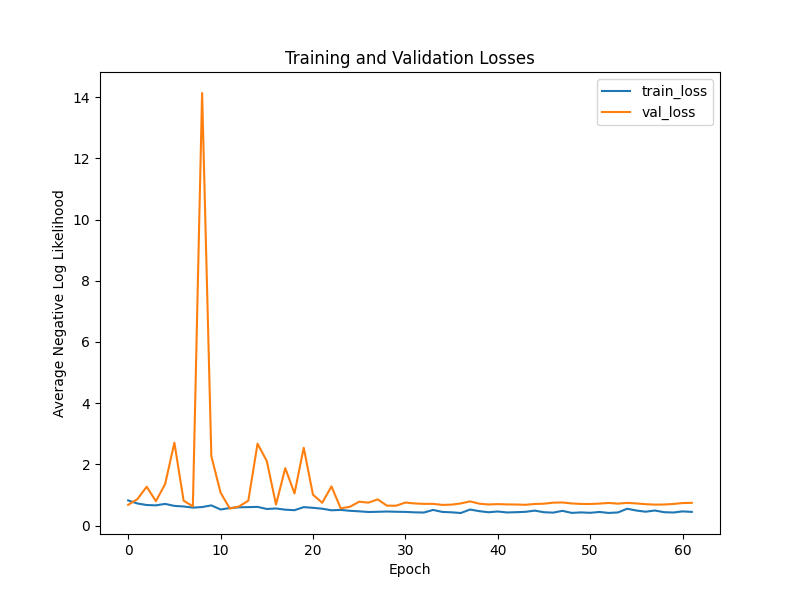 Training and Validation Losses
train_loss
val_loss
Average Negative Log Likelihood
14
12
10
8
6
4
2
0
0 10 20 30 40 50 60
Epoch